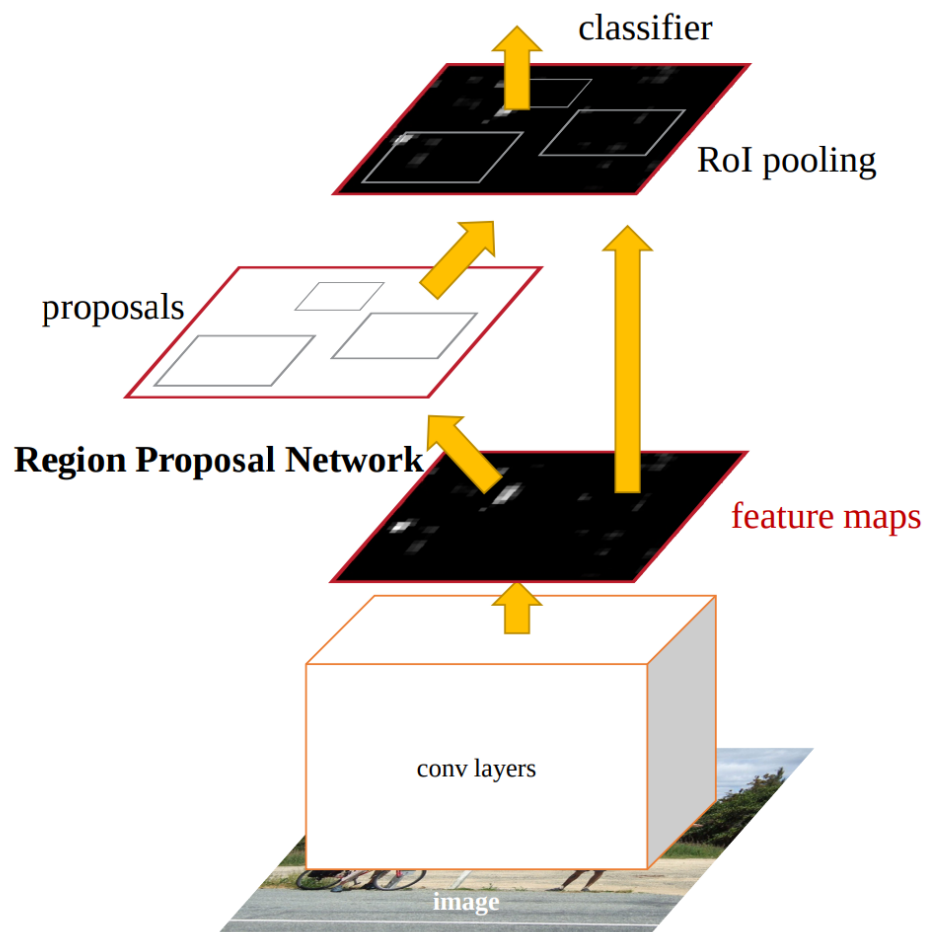 classifier
RoI pooling
proposals
Region Proposal Network
feature maps
conv layers
image